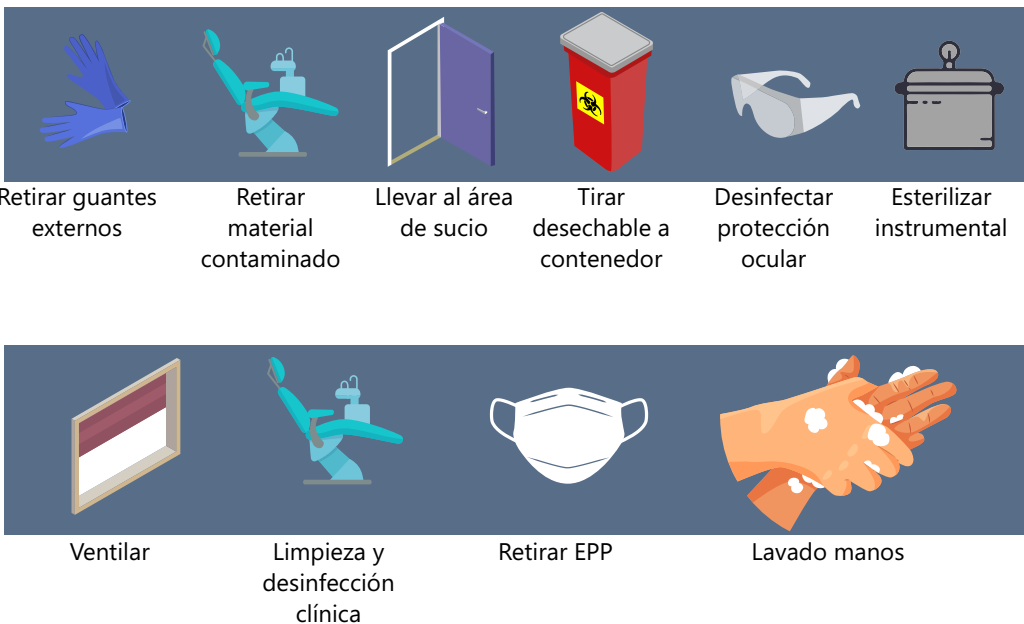 Retirar guantes
externos
Retirar
material
contaminado
Llevar al área
de sucio
Tirar
desechable a
contenedor
Desinfectar
protección
ocular
Esterilizar
instrumental
Ventilar
Limpieza y
desinfección
clínica
Retirar EPP
Lavado manos